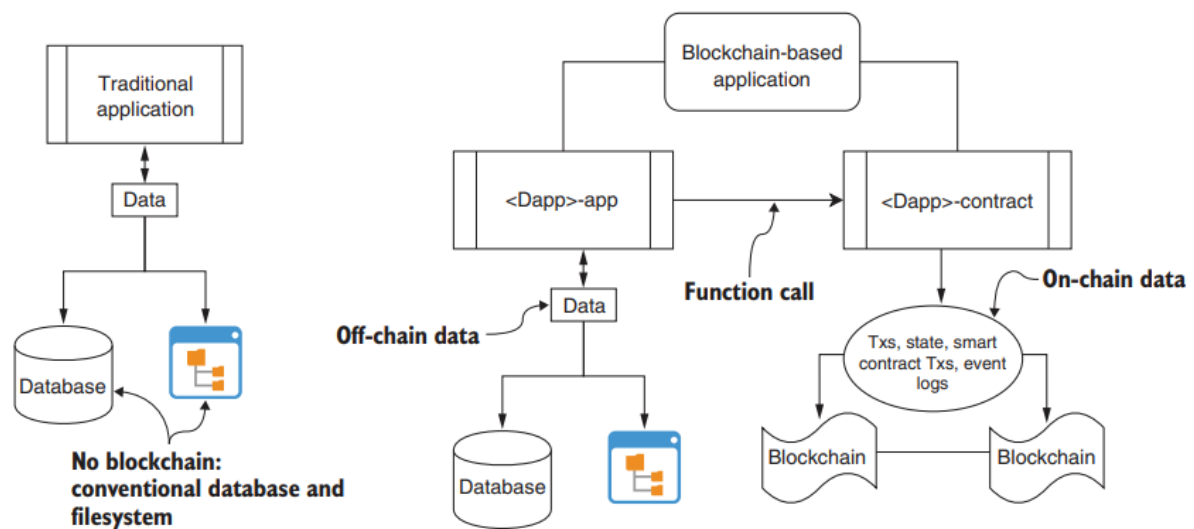 Traditional
application
Data
Database
No blockchain:
conventional database and
filesystem
Blockchain-based
application
<Dapp>-app
<Dapp>-contract
Function call
On-chain data
Data
Off-chain data
Txs, state, smart
contract Txs, event
logs
Database
Blockchain
Blockchain